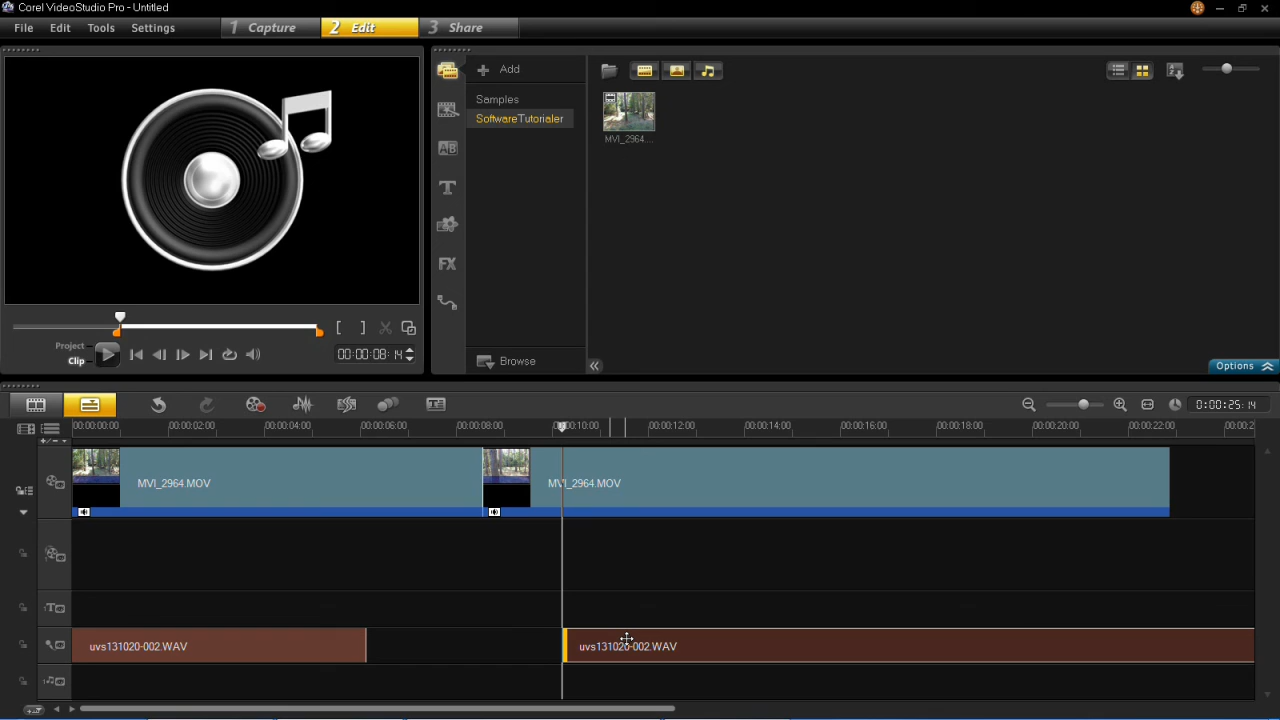 Corel VideoStudio Pro - Untitled
File Edit Tools Settings 1 Capture 2 Edit 3 Share
Add
Samples
SoftwareTutorialer
MVI_2964....
Project
Clip
00:00:08:14
Browse
Options
0:00:25:14
00:00:00:00 00:00:02:00 00:00:04:00 00:00:06:00 00:00:08:00 00:00:10:00 00:00:12:00 00:00:14:00 00:00:16:00 00:00:18:00 00:00:20:00 00:00:22:00 00:00:2
MVI_2964.MOV MVI_2964.MOV
uvs131020-002.WAV uvs131020-002.WAV